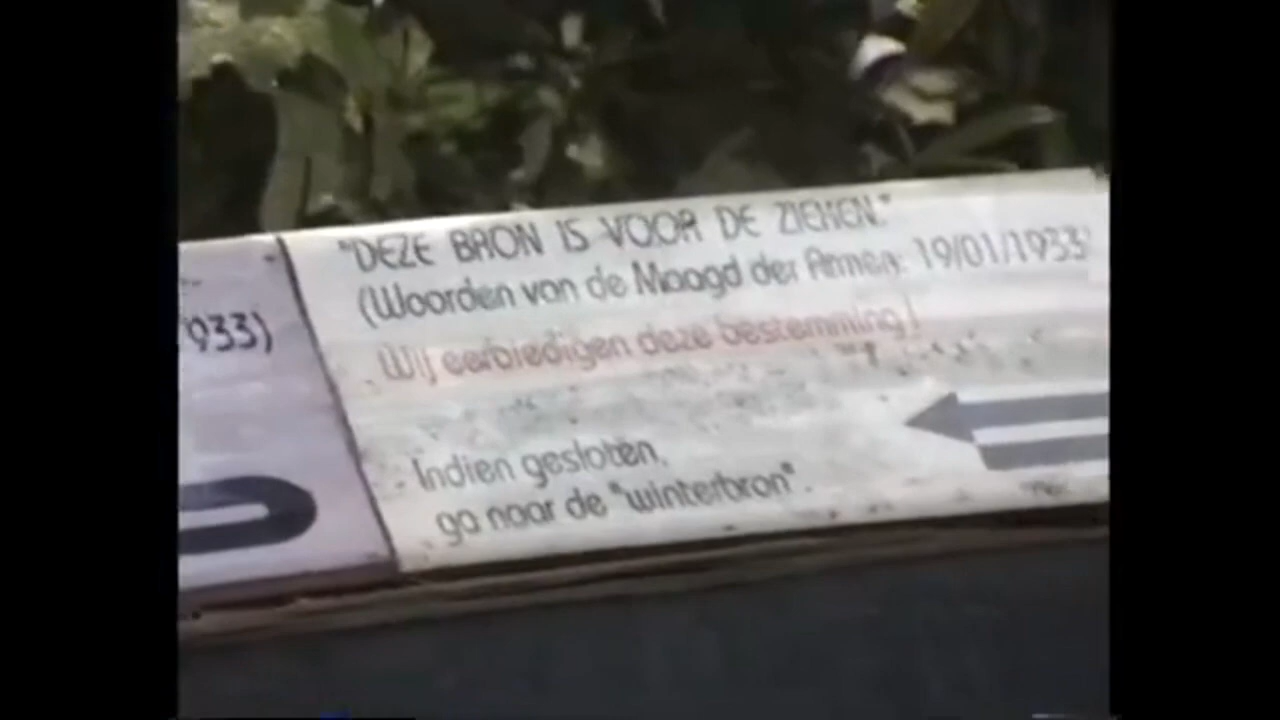 933)
"DEZE BRON IS VOOR DE ZIEKEN."
(Woorden van de Maagd der Armen: 19/01/1933
Wij eerbiedigen deze bestemming!
Indien gesloten,
ga naar de "winterbron".